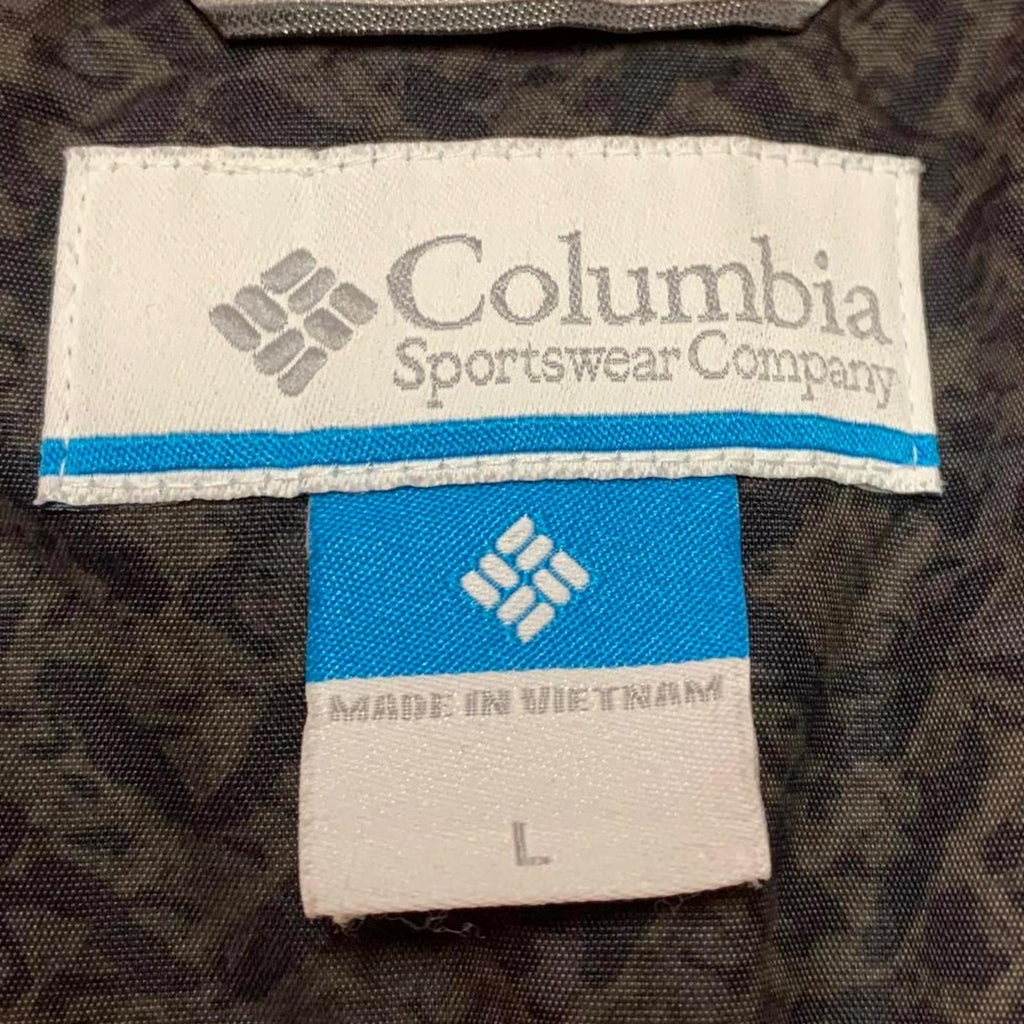 Columbia
Sportswear Company
MADE IN VIETNAM
L